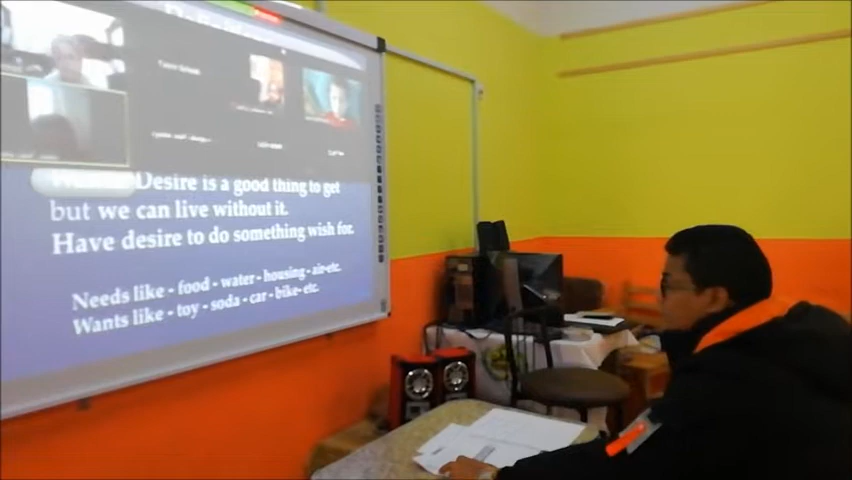 Desire is a good thing to get
but we can live without it.
Have desire to do something wish for.
Needs like - food - water - housing - air - etc.
Wants like - toy - soda - car - bike - etc.